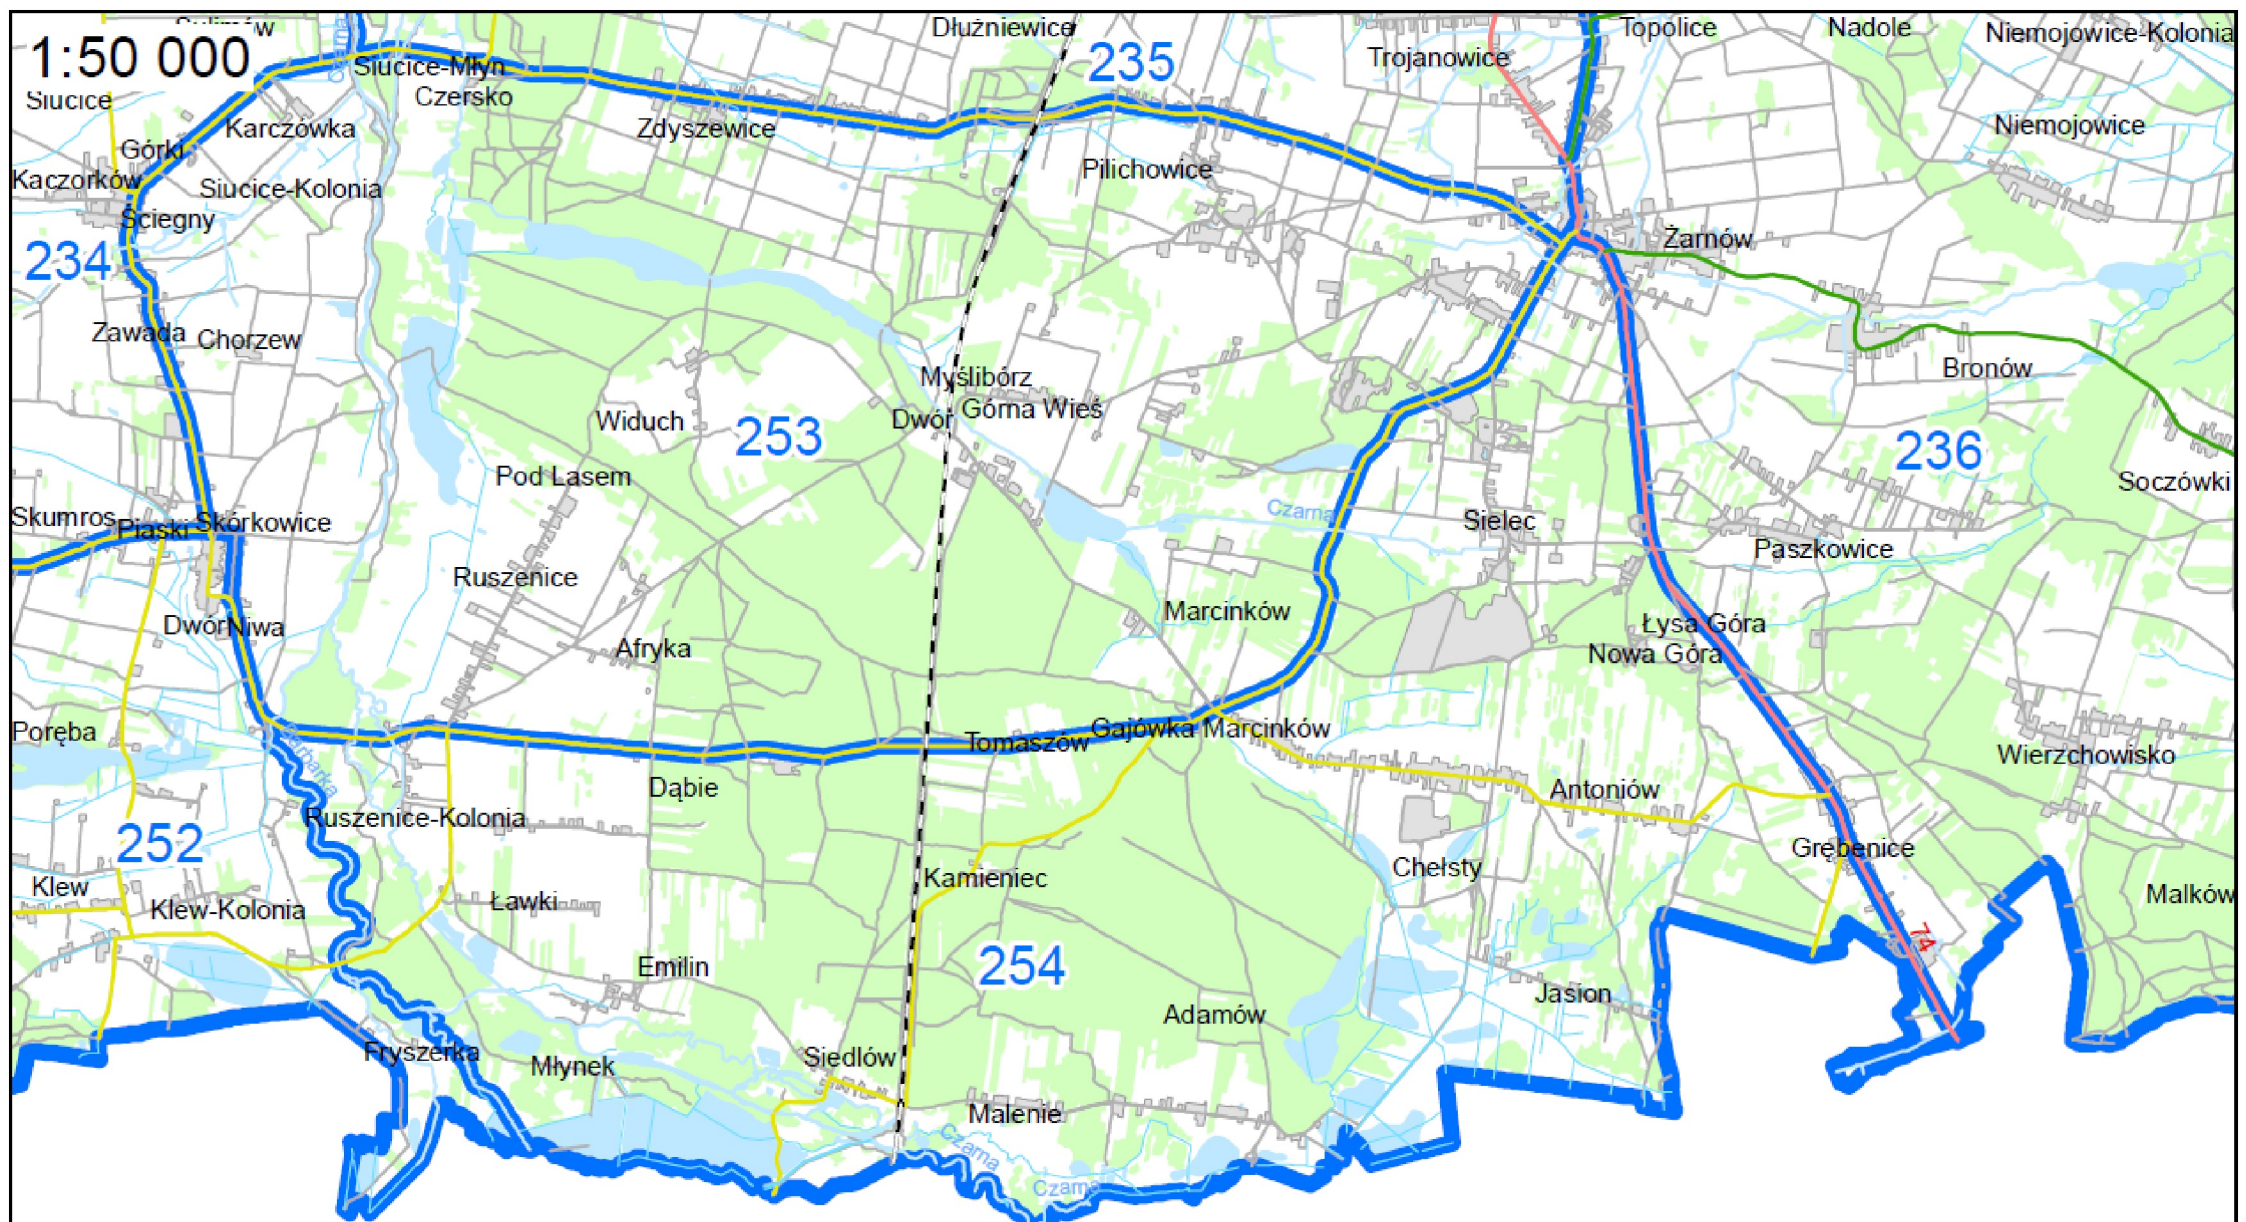 Dłużniewice
Topolice
Nadole
Niemojowice-Kolonia
1:50 000
235
Trojanowice
Siucice-Młyn
Czersko
Siucice
Karczówka
Zdyszewice
Niemojowice
Górki
Kaczorków
Siucice-Kolonia
Pilichowice
Ściegny
Żarnów
234
Zawada
Chorzew
Bronów
Myślibórz
Górna Wieś
Dwór
Widuch
253
236
Pod Lasem
Soczówki
Czarna
Skumros
Piaski
Skórkowice
Sielec
Paszkowice
Ruszenice
Marcinków
Dwór
Niwa
Łysa Góra
Afryka
Nowa Góra
Poręba
Gajówka Marcinków
Tomaszów
Wierzchowisko
Barbarka
Dąbie
Antoniów
Ruszenice-Kolonia
252
Grębenice
Chełsty
Kamieniec
Klew
Malków
Ławki
Klew-Kolonia
74
Emilin
254
Jasion
Adamów
Fryszerka
Siedlów
Młynek
Malenie
Czarna
Czarna